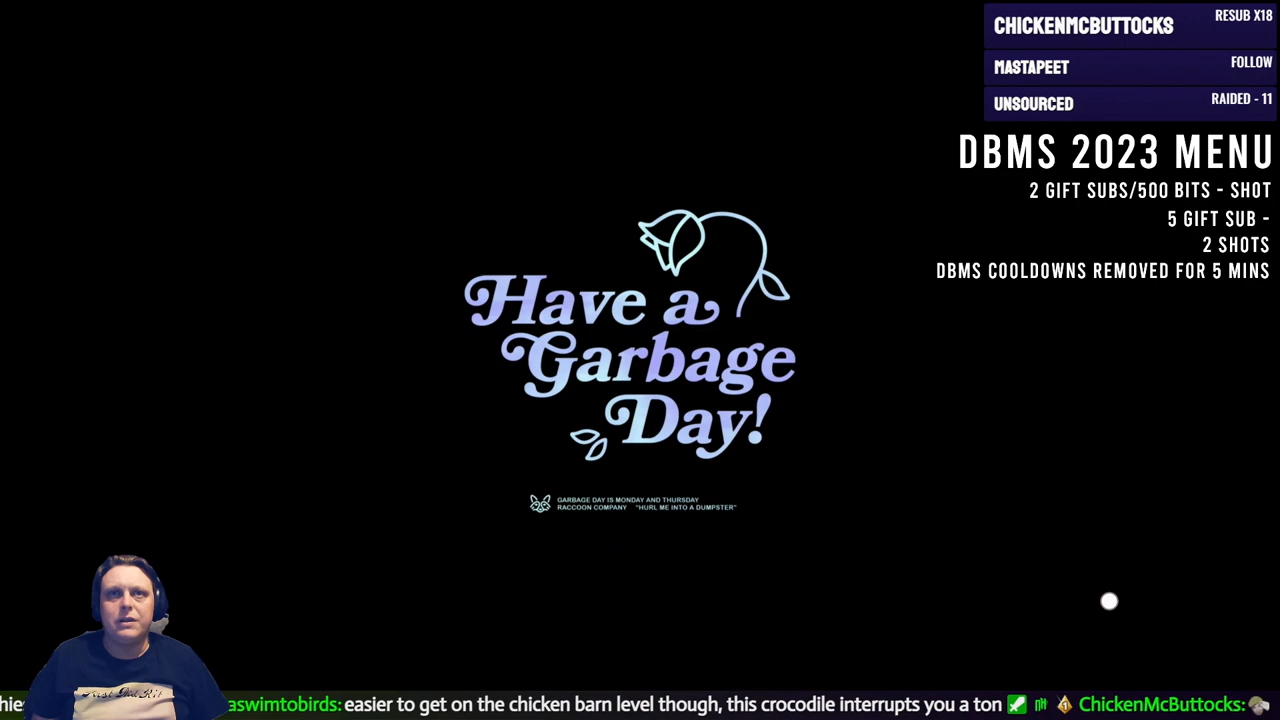 CHICKENMCBUTTOCKS RESUB X18
MASTAPEET FOLLOW
UNSOURCED RAIDED - 11
DBMS 2023 MENU
2 GIFT SUBS/500 BITS - SHOT
5 GIFT SUB -
2 SHOTS
DBMS COOLDOWNS REMOVED FOR 5 MINS
Have a
Garbage
Day!
GARBAGE DAY IS MONDAY AND THURSDAY
RACCOON COMPANY "HURL ME INTO A DUMPSTER"
aswimtobirds: easier to get on the chicken barn level though, this crocodile interrupts you a ton ChickenMcButtocks: